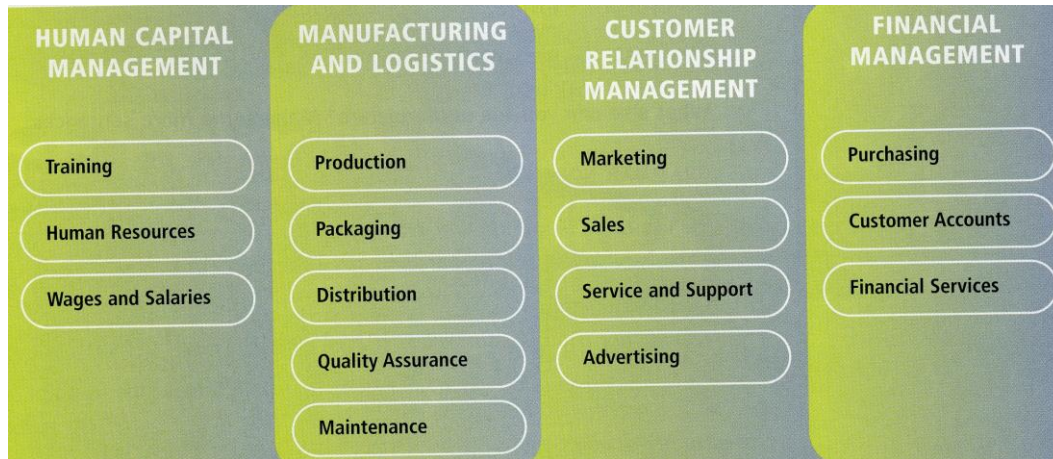 HUMAN CAPITAL
MANAGEMENT
Training
Human Resources
Wages and Salaries
MANUFACTURING
AND LOGISTICS
Production
Packaging
Distribution
Quality Assurance
Maintenance
CUSTOMER
RELATIONSHIP
MANAGEMENT
Marketing
Sales
Service and Support
Advertising
FINANCIAL
MANAGEMENT
Purchasing
Customer Accounts
Financial Services